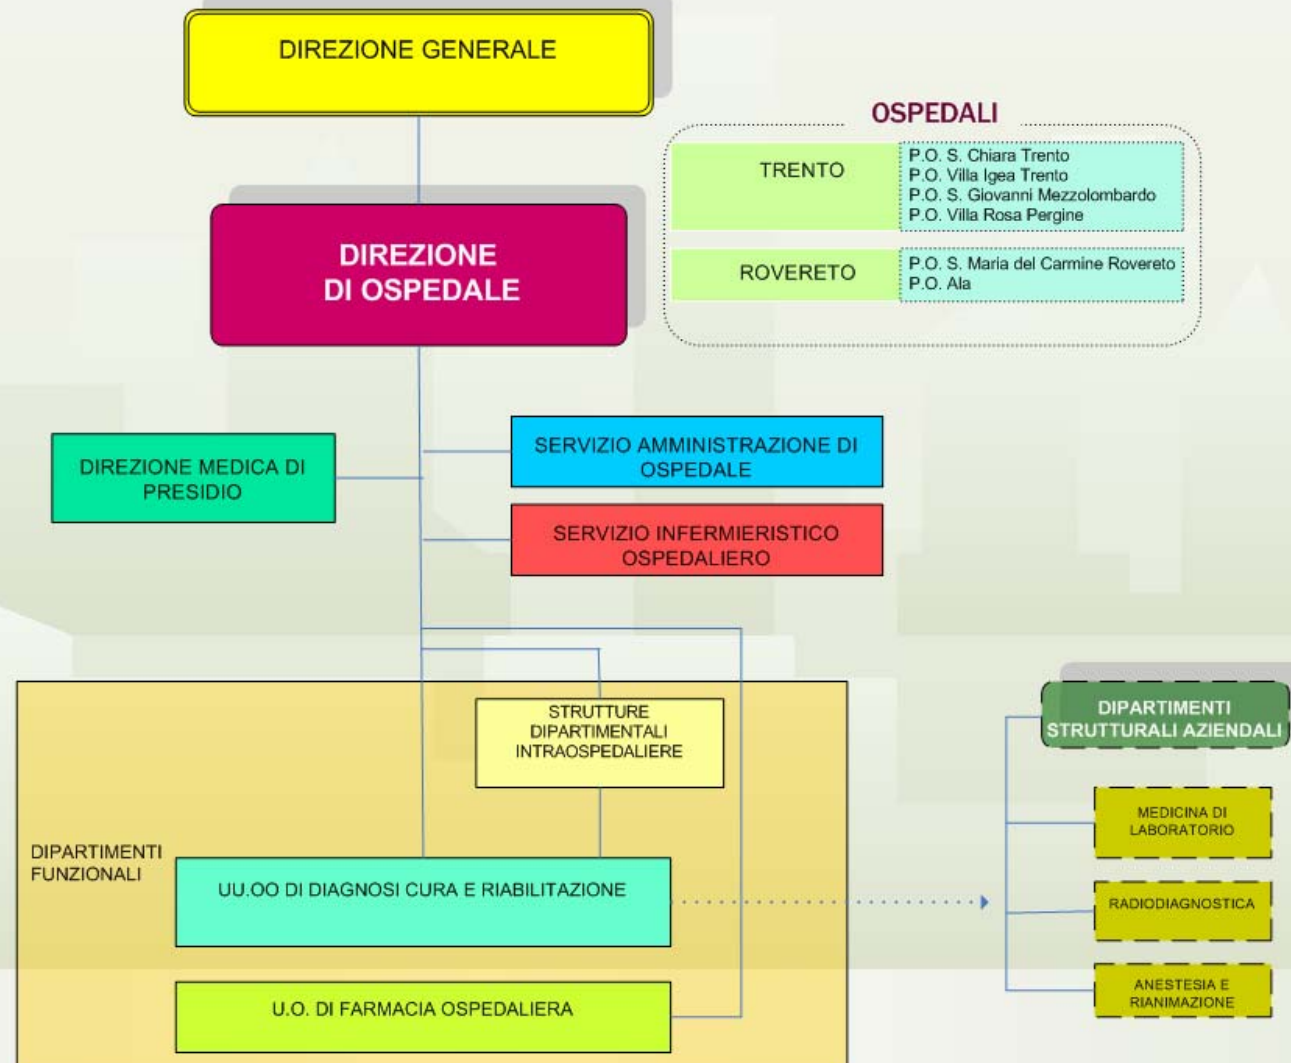 DIREZIONE GENERALE
OSPEDALI
TRENTO
P.O. S. Chiara Trento
P.O. Villa Igea Trento
P.O. S. Giovanni Mezzolombardo
P.O. Villa Rosa Pergine
DIREZIONE
DI OSPEDALE
ROVERETO
P.O. S. Maria del Carmine Rovereto
P.O. Ala
DIREZIONE MEDICA DI
PRESIDIO
SERVIZIO AMMINISTRAZIONE DI
OSPEDALE
SERVIZIO INFERMIERISTICO
OSPEDALIERO
STRUTTURE
DIPARTIMENTALI
INTRAOSPEDALIERE
DIPARTIMENTI
FUNZIONALI
UU.OO DI DIAGNOSI CURA E RIABILITAZIONE
U.O. DI FARMACIA OSPEDALIERA
DIPARTIMENTI
STRUTTURALI AZIENDALI
MEDICINA DI
LABORATORIO
RADIODIAGNOSTICA
ANESTESIA E
RIANIMAZIONE